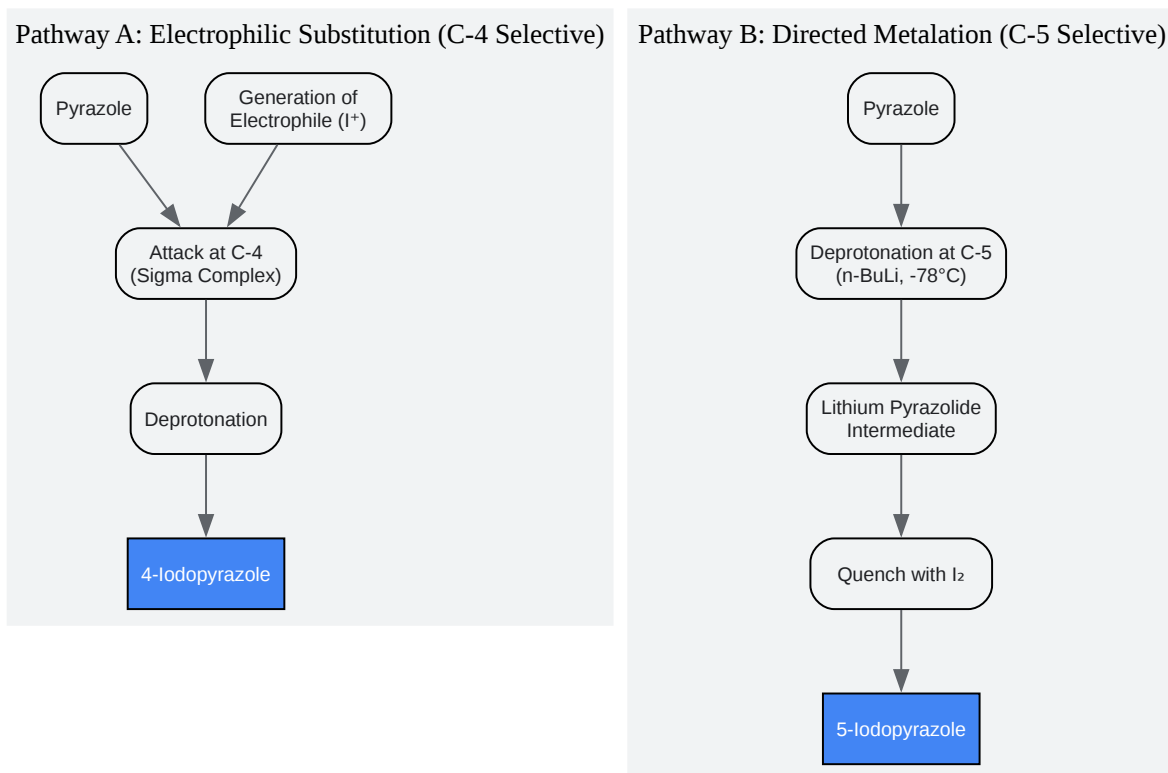 Pathway A: Electrophilic Substitution (C-4 Selective)
Pyrazole
Generation of
Electrophile (I⁺)
Attack at C-4
(Sigma Complex)
Deprotonation
4-Iodopyrazole
Pathway B: Directed Metalation (C-5 Selective)
Pyrazole
Deprotonation at C-5
(n-BuLi, -78°C)
Lithium Pyrazolide
Intermediate
Quench with I₂
5-Iodopyrazole